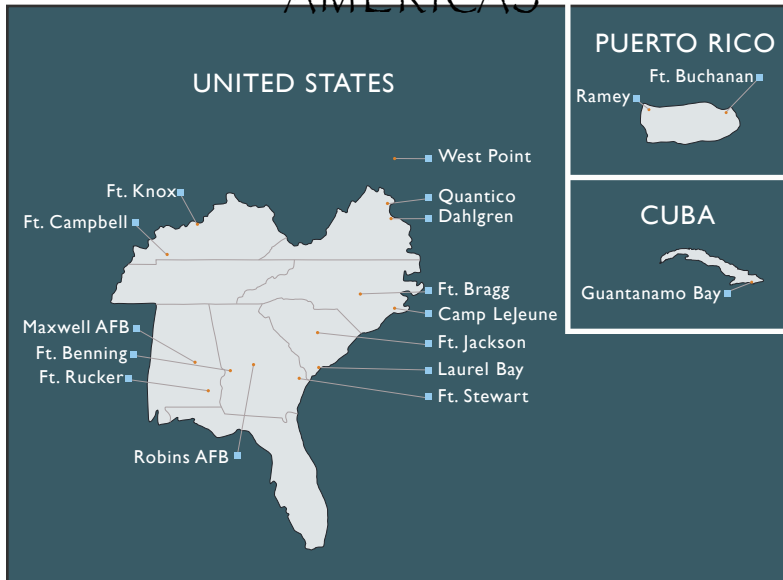 AMERICAS
UNITED STATES
West Point
Ft. Knox
Quantico
Ft. Campbell
Dahlgren
Ft. Bragg
Camp LeJeune
Maxwell AFB
Ft. Jackson
Ft. Benning
Laurel Bay
Ft. Rucker
Ft. Stewart
Robins AFB
PUERTO RICO
Ft. Buchanan
Ramey
CUBA
Guantanamo Bay